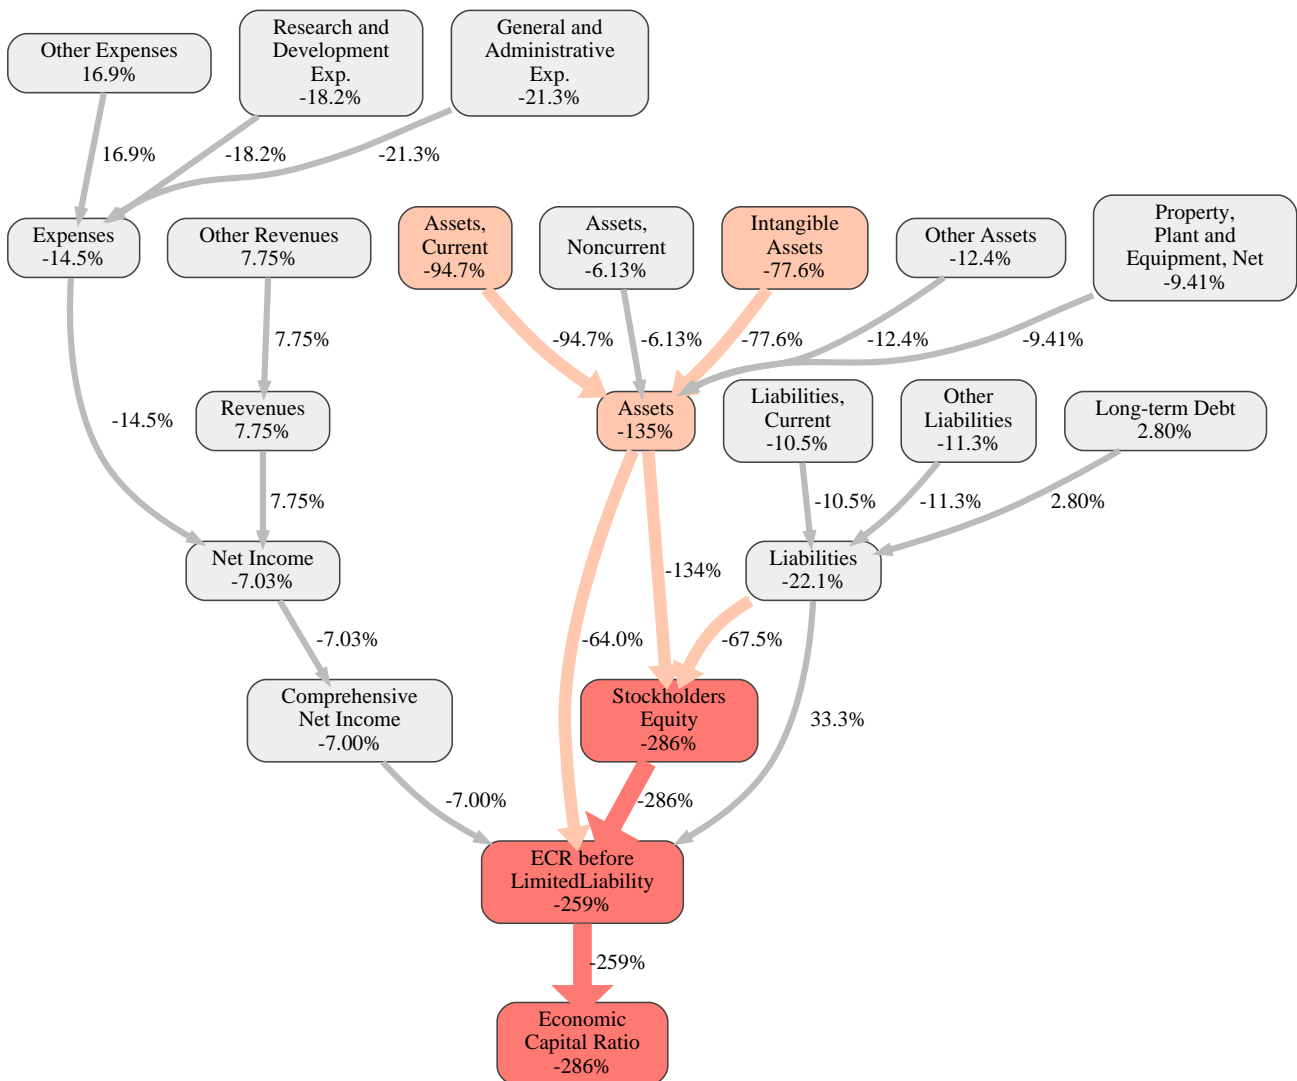 Other Expenses
16.9%
Research and
Development
Exp.
-18.2%
General and
Administrative
Exp.
-21.3%
16.9%
-18.2%
-21.3%
Expenses
-14.5%
Other Revenues
7.75%
Assets,
Current
-94.7%
Assets,
Noncurrent
-6.13%
Intangible
Assets
-77.6%
Other Assets
-12.4%
Property,
Plant and
Equipment, Net
-9.41%
7.75%
-94.7%
-6.13%
-77.6%
-12.4%
-9.41%
-14.5%
Revenues
7.75%
Assets
-135%
Liabilities,
Current
-10.5%
Other
Liabilities
-11.3%
Long-term Debt
2.80%
7.75%
-10.5%
-11.3%
2.80%
Net Income
-7.03%
-134%
Liabilities
-22.1%
-7.03%
-64.0%
-67.5%
Comprehensive
Net Income
-7.00%
Stockholders
Equity
-286%
33.3%
-7.00%
-286%
ECR before
LimitedLiability
-259%
-259%
Economic
Capital Ratio
-286%